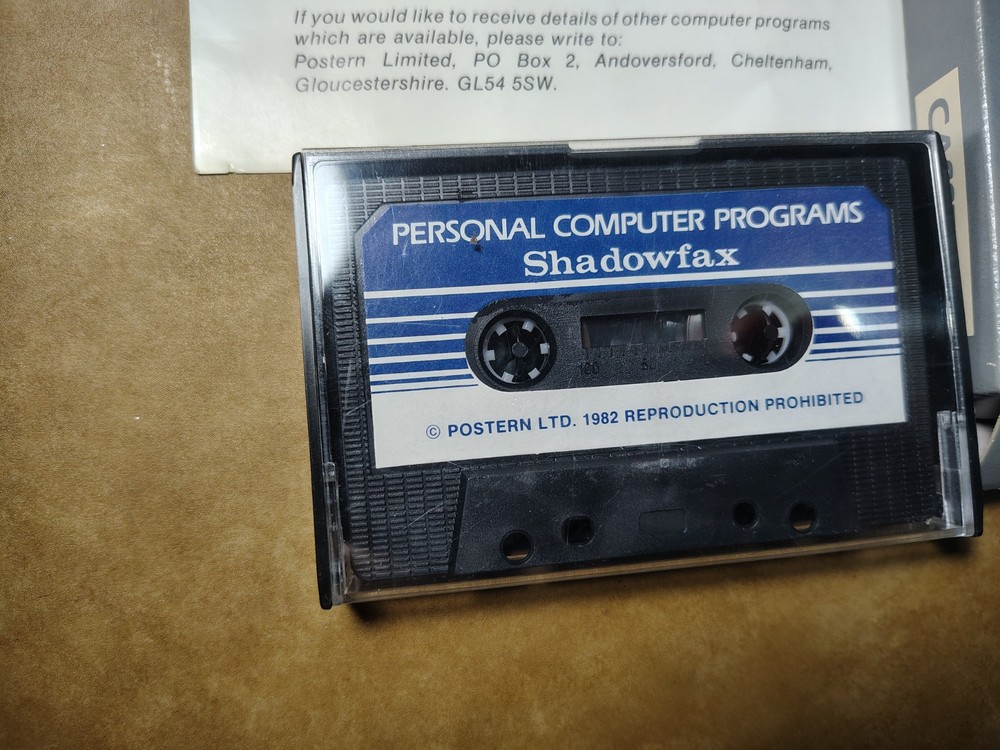 If you would like to receive details of other computer programs
which are available, please write to:
Postern Limited, PO Box 2, Andoversford, Cheltenham,
Gloucestershire. GL54 5SW.
PERSONAL COMPUTER PROGRAMS
Shadowfax
100 50 0
© POSTERN LTD. 1982 REPRODUCTION PROHIBITED